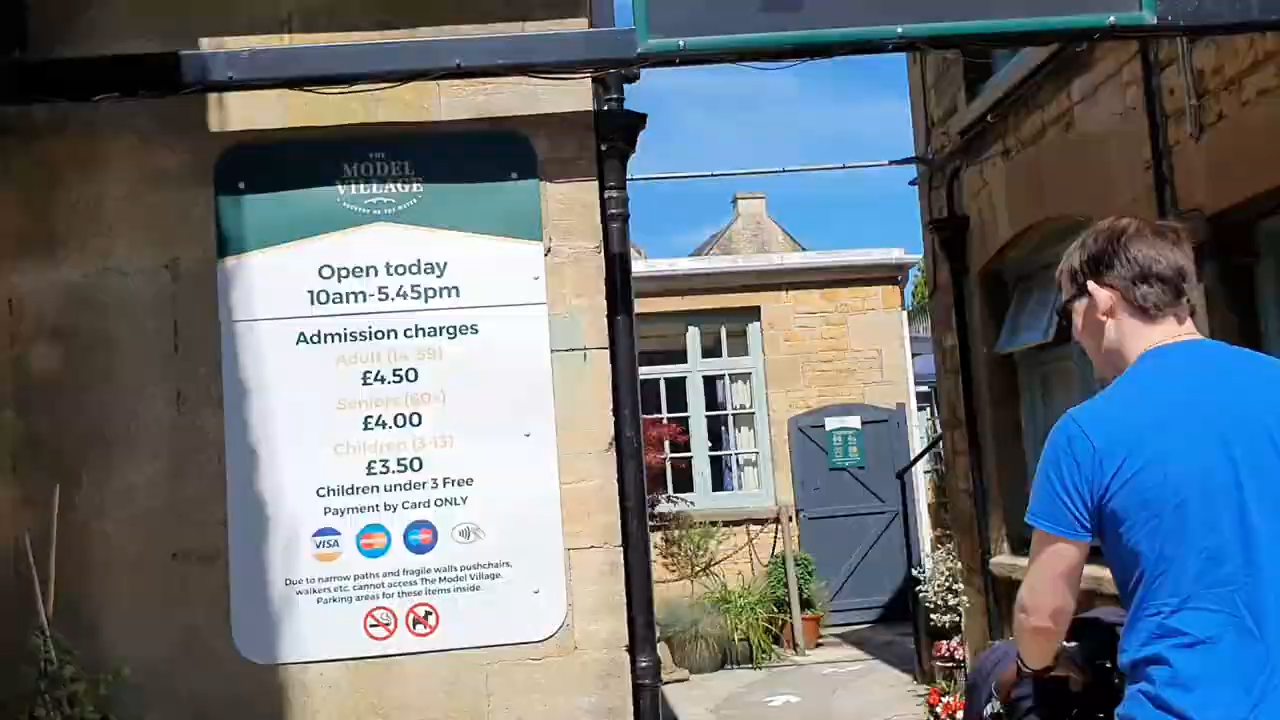 THE
MODEL
VILLAGE
BOURTON ON THE WATER
Open today
10am-5.45pm
Admission charges
Adult (14-59)
£4.50
Seniors (60+)
£4.00
Children (3-13)
£3.50
Children under 3 Free
Payment by Card ONLY
VISA
Due to narrow paths and fragile walls pushchairs,
walkers etc. cannot access The Model Village.
Parking areas for these items inside.